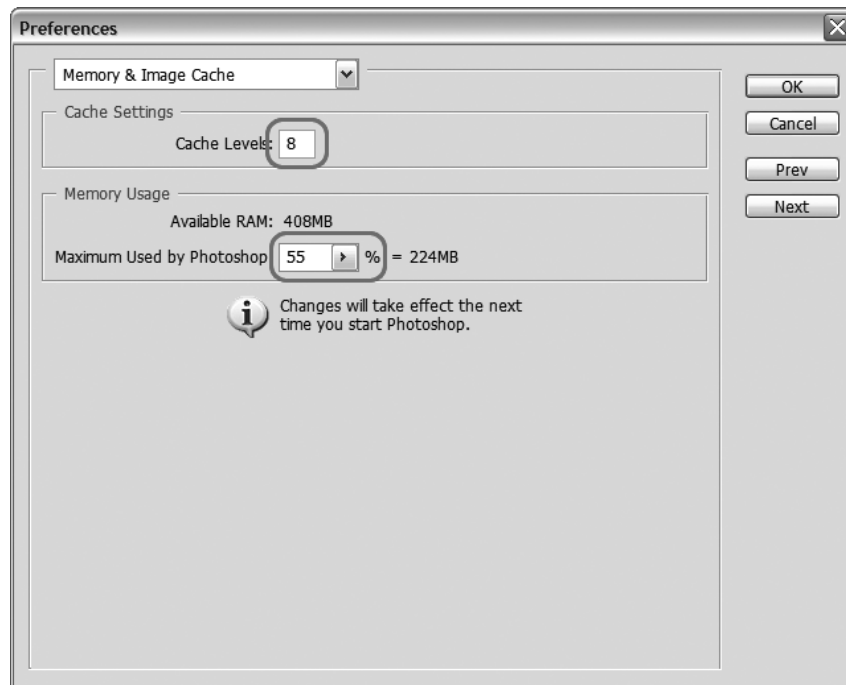 Preferences
Memory & Image Cache
OK
Cancel
Prev
Next
Cache Settings
Cache Levels: 8
Memory Usage
Available RAM: 408MB
Maximum Used by Photoshop 55 % = 224MB
Changes will take effect the next
time you start Photoshop.